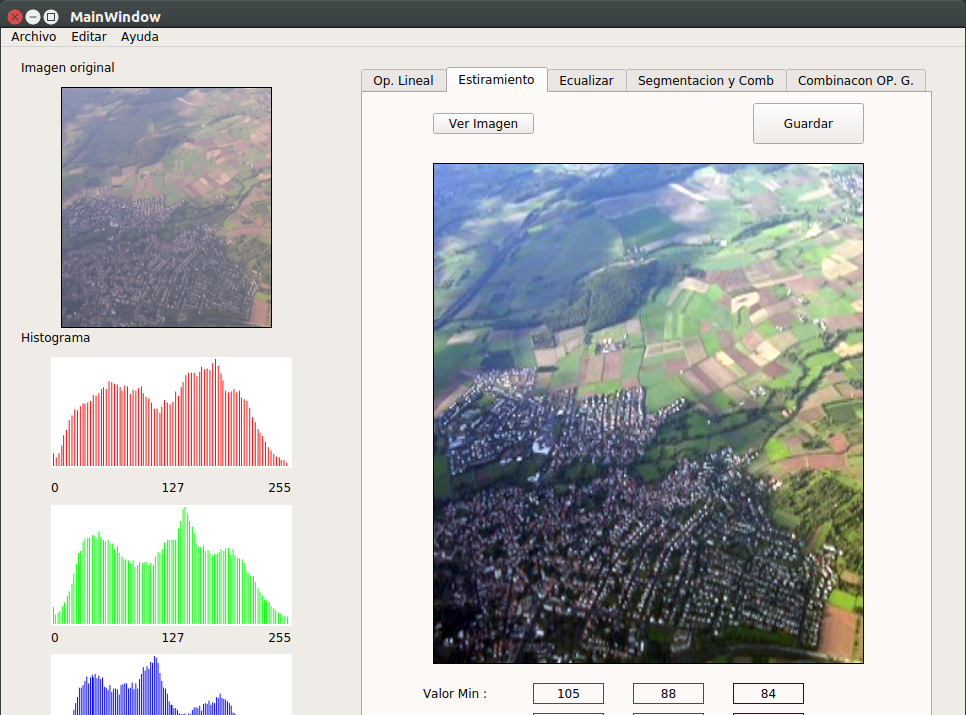 MainWindow
Archivo Editar Ayuda
Imagen original
Op. Lineal Estiramiento Ecualizar Segmentacion y Comb Combinacon OP. G.
Ver Imagen Guardar
Histograma
0 127 255
0 127 255
Valor Min : 105 88 84